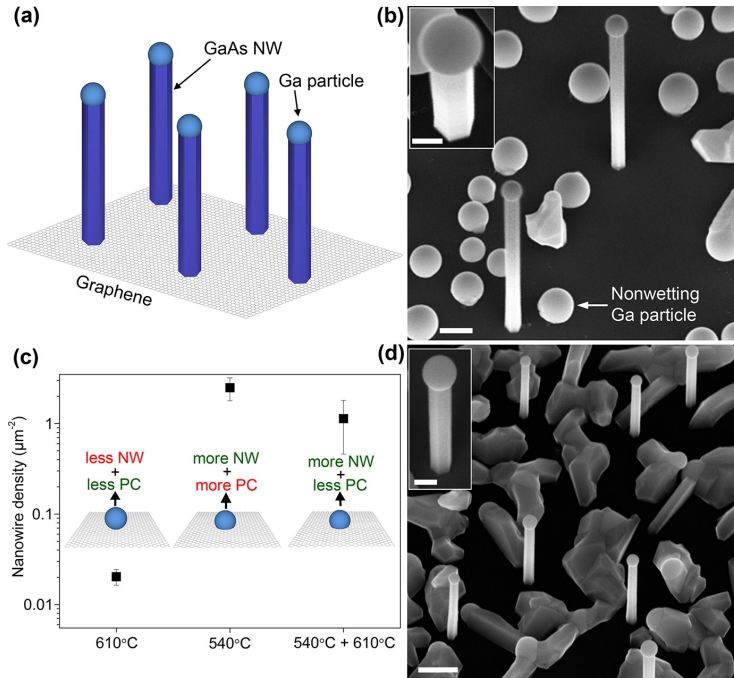 (a)
GaAs NW
Ga particle
Graphene
(b)
Nonwetting
Ga particle
(c)
Nanowire density (μm⁻²)
1
0.1
0.01
less NW
+
less PC
more NW
+
more PC
more NW
+
less PC
610°C
540°C
540°C + 610°C
(d)